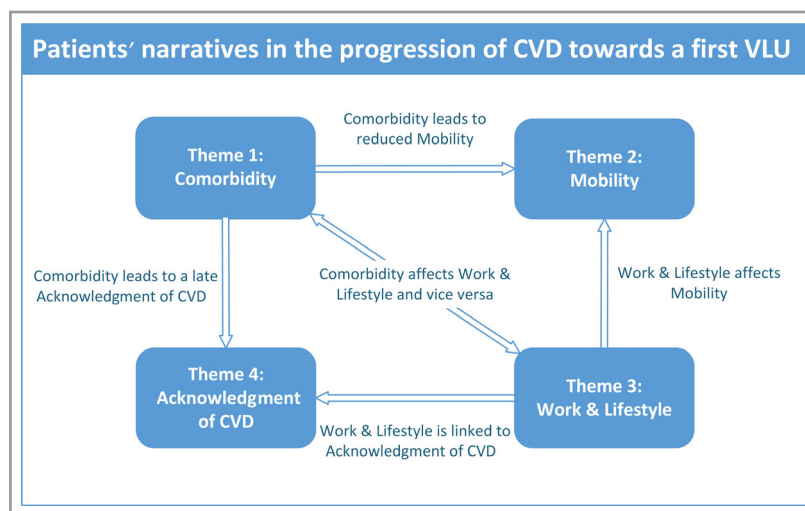 Patients′ narratives in the progression of CVD towards a first VLU
Comorbidity leads to
reduced Mobility
Theme 1:
Comorbidity
Theme 2:
Mobility
Comorbidity leads to a late
Acknowledgment of CVD
Comorbidity affects Work &
Lifestyle and vice versa
Work & Lifestyle affects
Mobility
Theme 4:
Acknowledgment
of CVD
Theme 3:
Work & Lifestyle
Work & Lifestyle is linked to
Acknowledgment of CVD